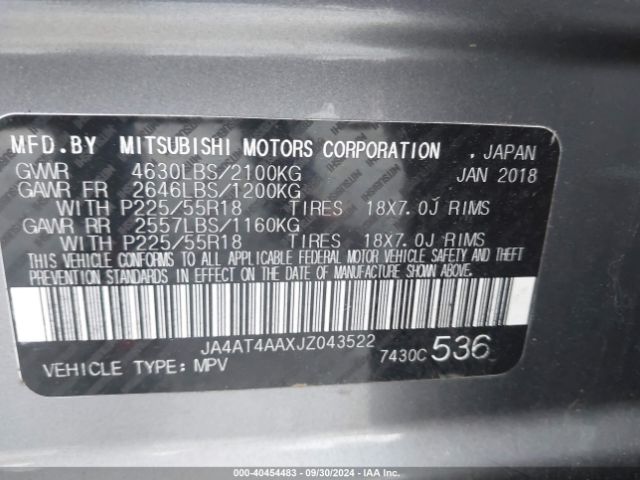 MFD.BY MITSUBISHI MOTORS CORPORATION , JAPAN
GVWR 4630LBS/2100KG JAN 2018
GAWR FR 2646LBS/1200KG
WITH P225/55R18 TIRES 18X7.0J RIMS
GAWR RR 2557LBS/1160KG
WITH P225/55R18 TIRES 18X7.0J RIMS
THIS VEHICLE CONFORMS TO ALL APPLICABLE FEDERAL MOTOR VEHICLE SAFETY AND THEFT
PREVENTION STANDARDS IN EFFECT ON THE DATE OF MANUFACTURE SHOWN ABOVE.
JA4AT4AAXJZ043522
7430C 536
VEHICLE TYPE: MPV
000-40454483 - 09/30/2024 - IAA Inc.